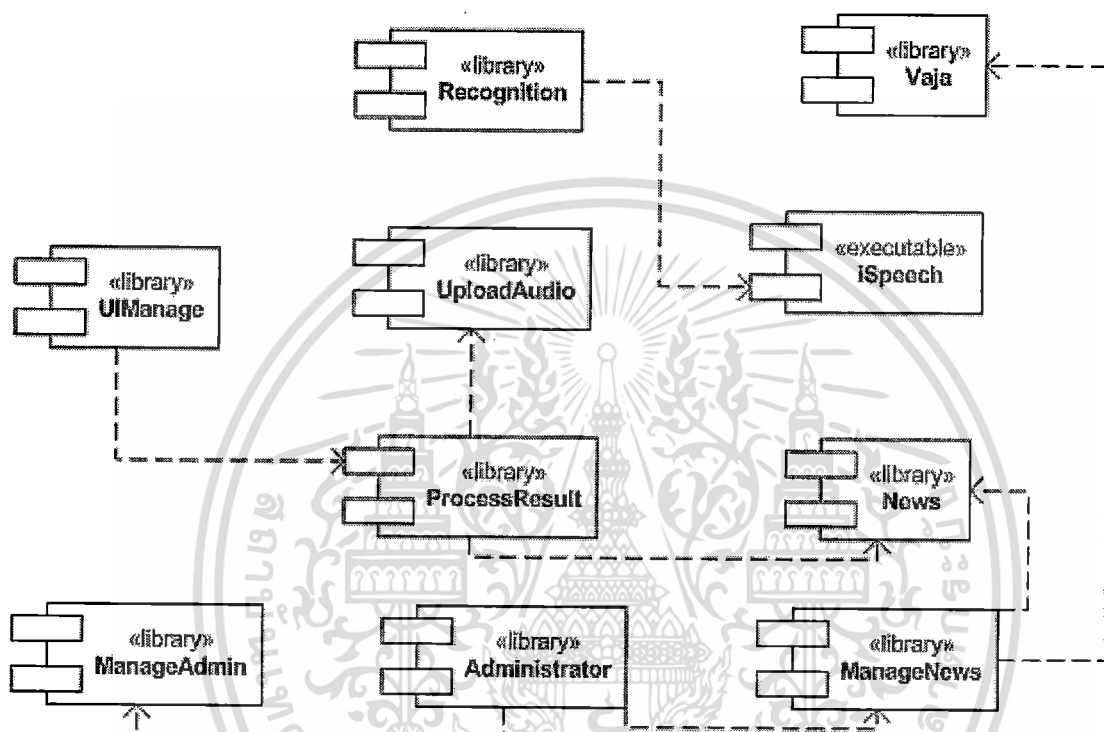 «library»
Recognition
«library»
Vaja
«library»
UIManage
«library»
UploadAudio
«executable»
iSpeech
«library»
ProcessResult
«library»
News
«library»
ManageAdmin
«library»
Administrator
«library»
ManageNews